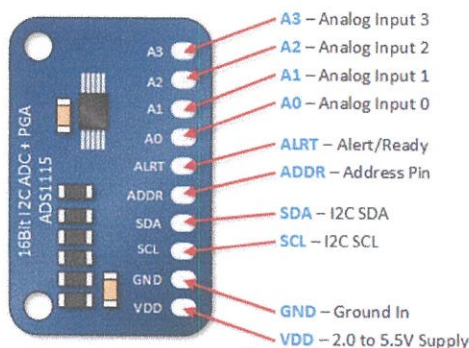 16Bit I2C ADC + PGA
ADS1115
A3
A2
A1
A0
ALRT
ADDR
SDA
SCL
GND
VDD
A3 – Analog Input 3
A2 – Analog Input 2
A1 – Analog Input 1
A0 – Analog Input 0
ALRT – Alert/Ready
ADDR – Address Pin
SDA – I2C SDA
SCL – I2C SCL
GND – Ground In
VDD – 2.0 to 5.5V Supply